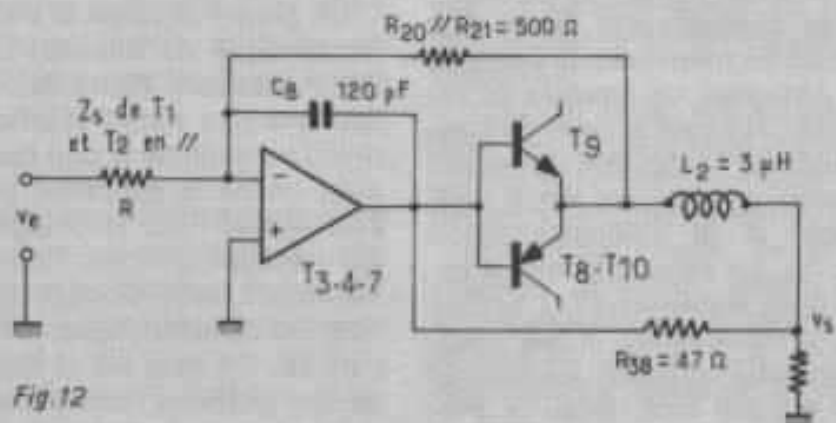 R20//R21 = 500 Ω
C8 120 pF
Zs de T1
et T2 en //
R
ve
−
+
T3-4-7
T9
T8-T10
L2 = 3 µH
R38 = 47 Ω
vs
Fig.12